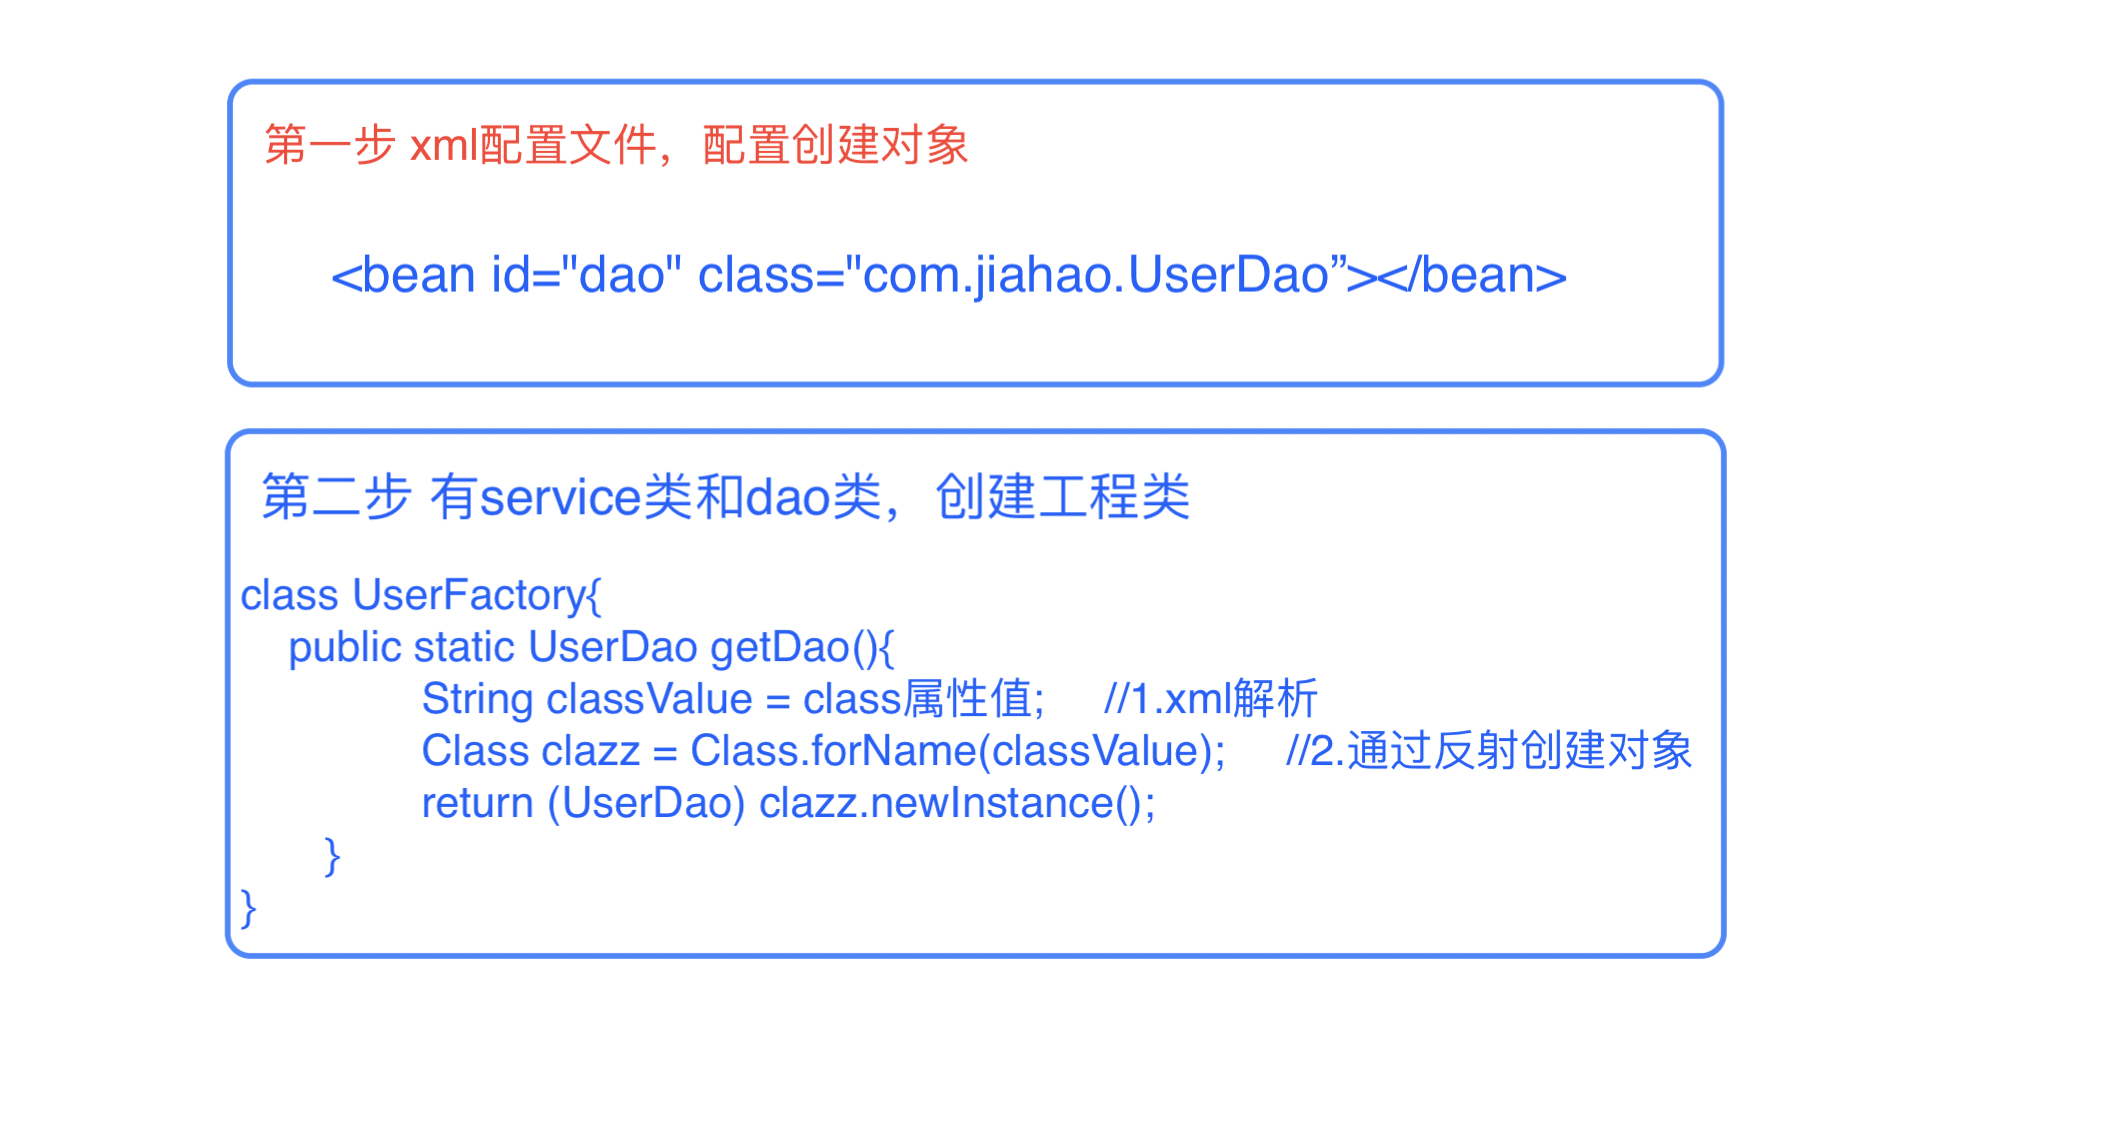 第一步 xml配置文件，配置创建对象
<bean id="dao" class="com.jiahao.UserDao”></bean>
第二步 有service类和dao类，创建工程类
class UserFactory{
public static UserDao getDao(){
String classValue = class属性值; //1.xml解析
Class clazz = Class.forName(classValue); //2.通过反射创建对象
return (UserDao) clazz.newInstance();
}
}